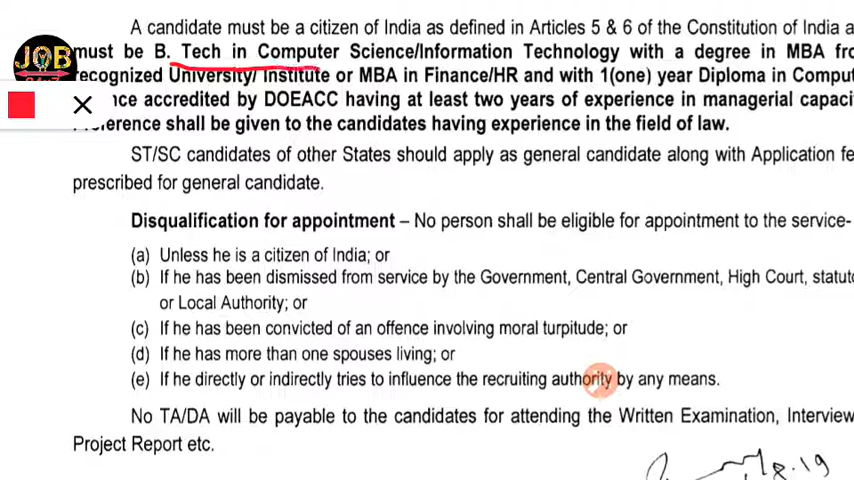 A candidate must be a citizen of India as defined in Articles 5 & 6 of the Constitution of India a
must be B. Tech in Computer Science/Information Technology with a degree in MBA fro
recognized University/ Institute or MBA in Finance/HR and with 1(one) year Diploma in Comput
accredited by DOEACC having at least two years of experience in managerial capaci
shall be given to the candidates having experience in the field of law.
ST/SC candidates of other States should apply as general candidate along with Application fe
prescribed for general candidate.
Disqualification for appointment – No person shall be eligible for appointment to the service-
(a) Unless he is a citizen of India; or
(b) If he has been dismissed from service by the Government, Central Government, High Court, statuto
or Local Authority; or
(c) If he has been convicted of an offence involving moral turpitude; or
(d) If he has more than one spouses living; or
(e) If he directly or indirectly tries to influence the recruiting authority by any means.
No TA/DA will be payable to the candidates for attending the Written Examination, Interview
Project Report etc.
8.19
JOB